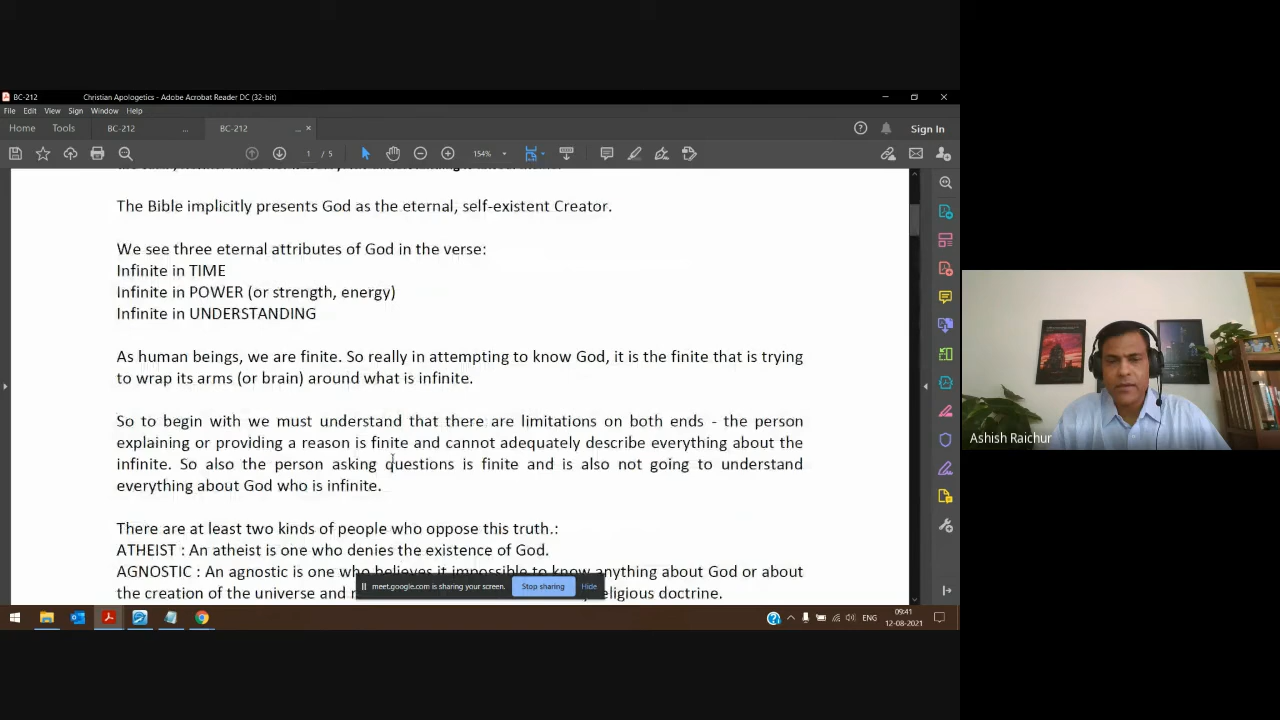 BC-212 Christian Apologetics - Adobe Acrobat Reader DC (32-bit)
File Edit View Sign Window Help
Home Tools BC-212 ... BC-212 ... ×
Sign In
1 / 5 154%
The Bible implicitly presents God as the eternal, self-existent Creator.
We see three eternal attributes of God in the verse:
Infinite in TIME
Infinite in POWER (or strength, energy)
Infinite in UNDERSTANDING
As human beings, we are finite. So really in attempting to know God, it is the finite that is trying
to wrap its arms (or brain) around what is infinite.
So to begin with we must understand that there are limitations on both ends - the person
explaining or providing a reason is finite and cannot adequately describe everything about the
infinite. So also the person asking questions is finite and is also not going to understand
everything about God who is infinite.
There are at least two kinds of people who oppose this truth.:
ATHEIST : An atheist is one who denies the existence of God.
AGNOSTIC : An agnostic is one who believes it impossible to know anything about God or about
the creation of the universe and religious doctrine.
meet.google.com is sharing your screen. Stop sharing Hide
Ashish Raichur
ENG
09:41
12-08-2021